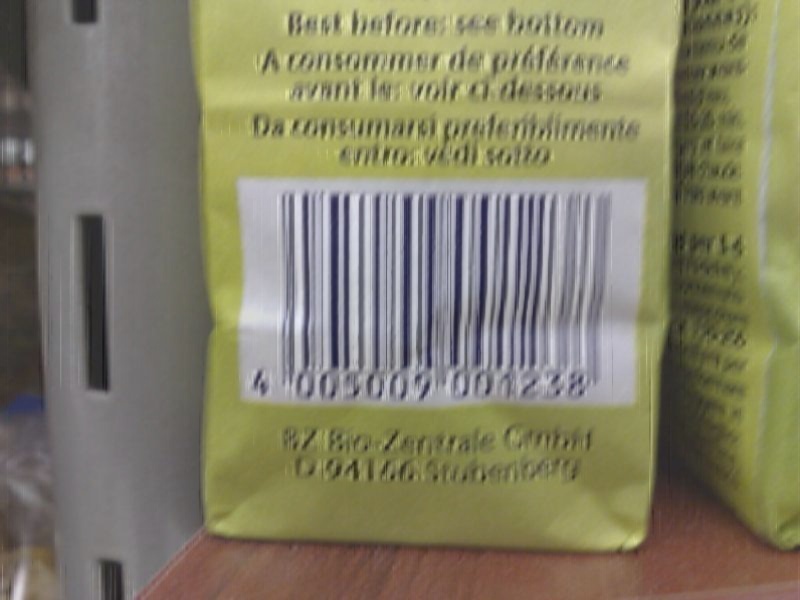 Best before: see bottom
A consommer de préférence
avant le: voir ci-dessous
Da consumarsi preferibilmente
entro: vedi sotto
4 005009 001238
BZ Bio-Zentrale GmbH
D-94166 Stubenberg